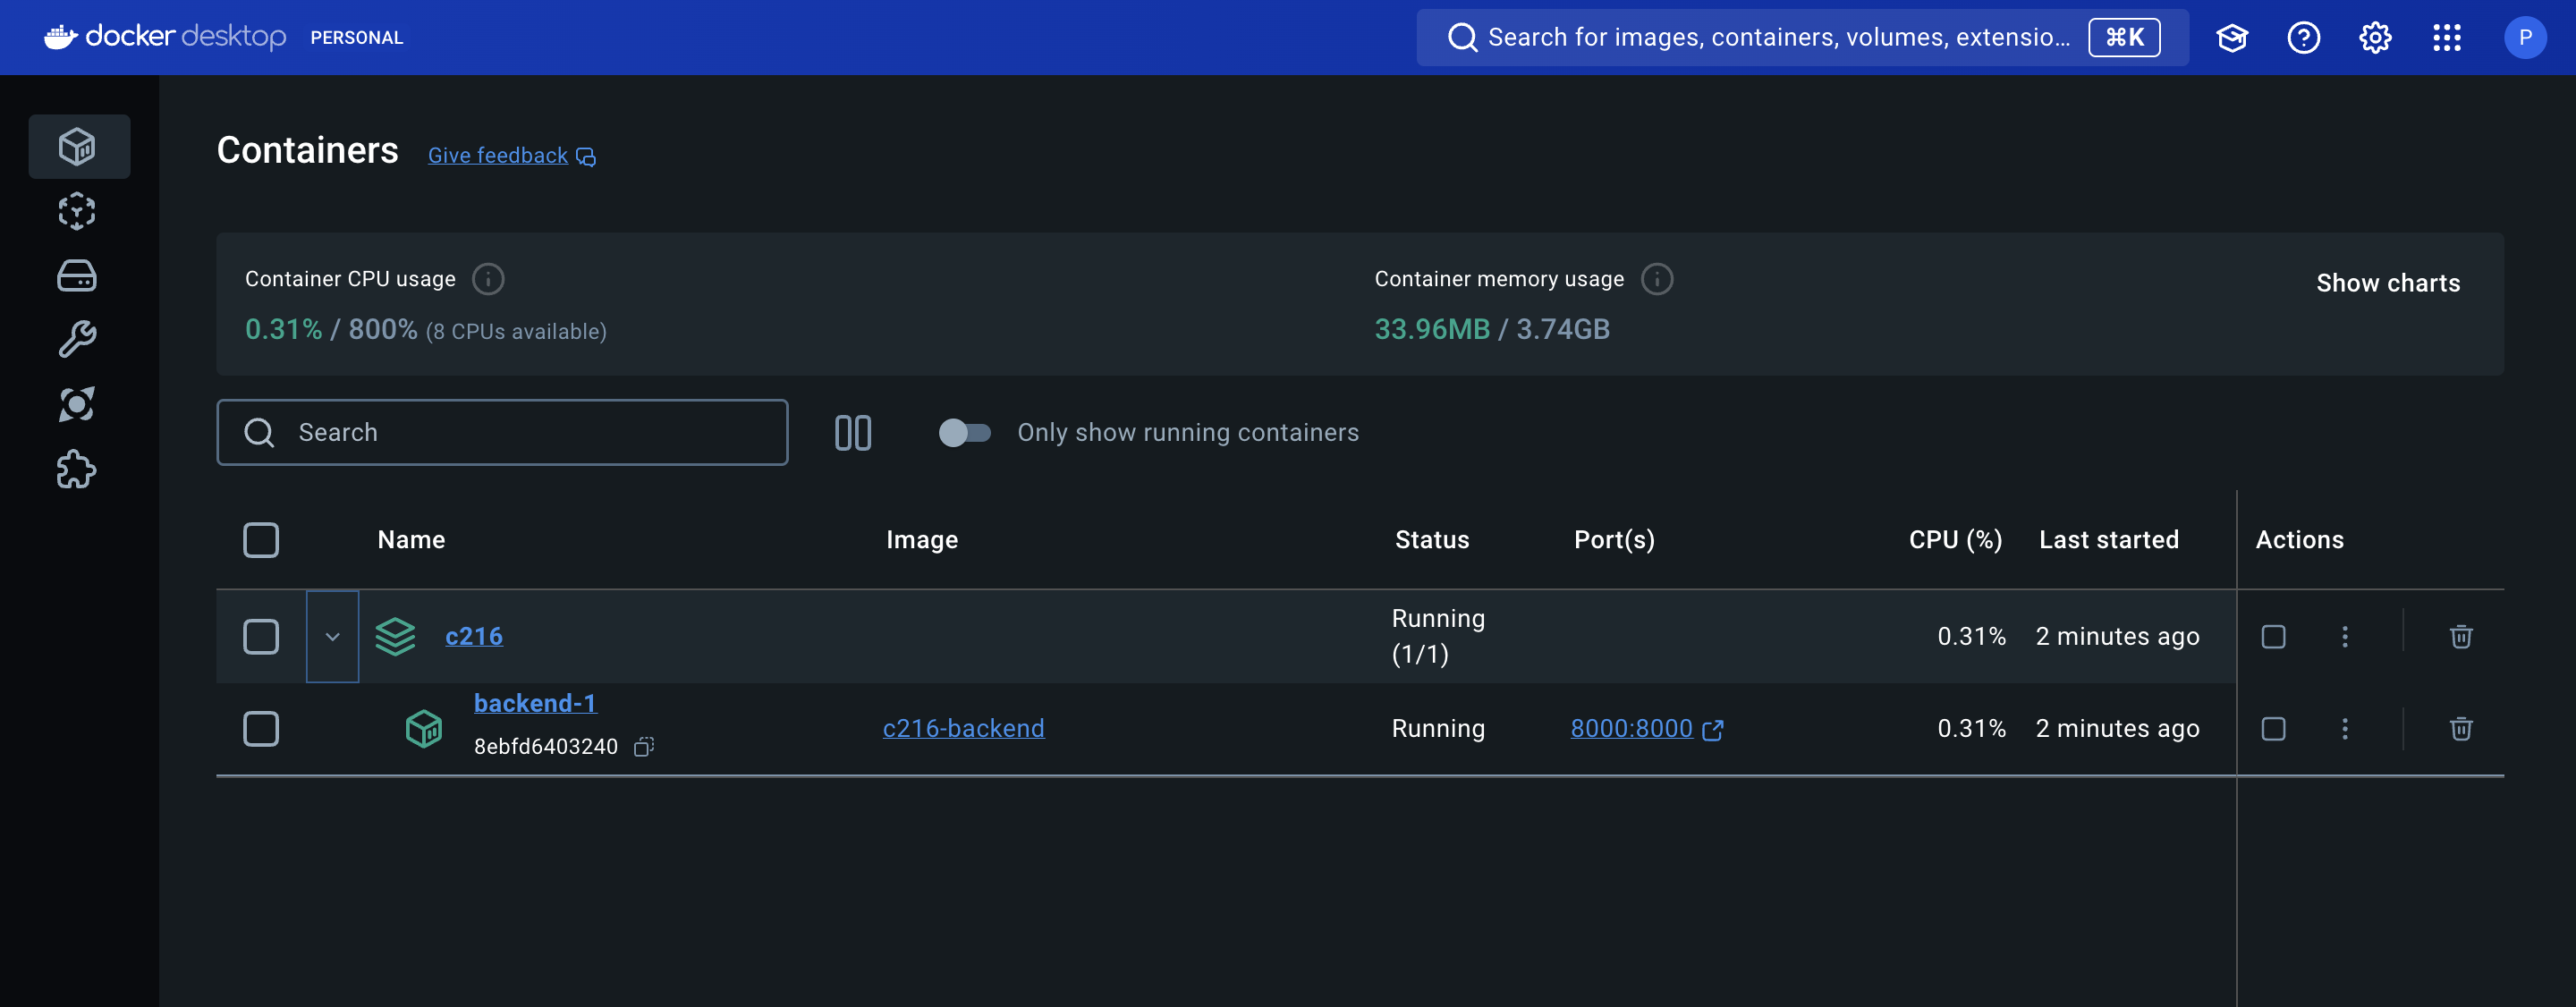 docker desktop PERSONAL
Search for images, containers, volumes, extensio... ⌘K
P
Containers Give feedback
Container CPU usage
0.31% / 800% (8 CPUs available)
Container memory usage
33.96MB / 3.74GB
Show charts
Search
Only show running containers
Name Image Status Port(s) CPU (%) Last started Actions
c216 Running
(1/1) 0.31% 2 minutes ago
backend-1
8ebfd6403240
c216-backend Running 8000:8000 0.31% 2 minutes ago